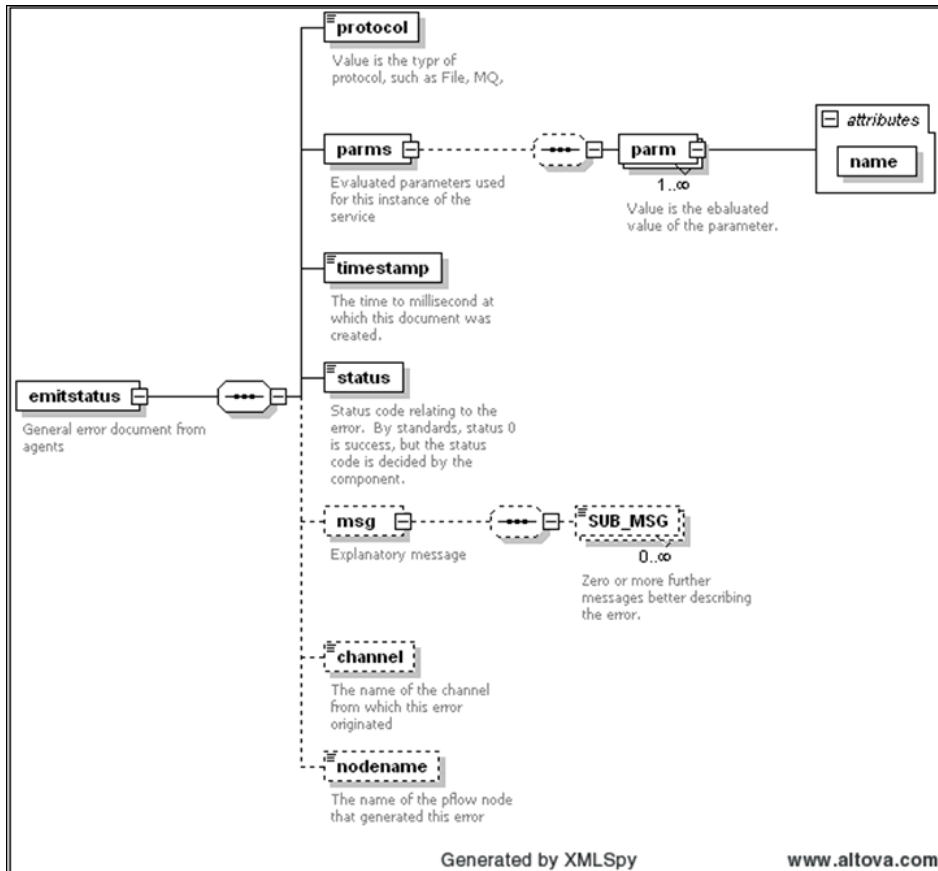 protocol
Value is the typr of
protocol, such as File, MQ,
parms
Evaluated parameters used
for this instance of the
service
parm
1..∞
Value is the ebaluated
value of the parameter.
attributes
name
timestamp
The time to millisecond at
which this document was
created.
emitstatus
General error document from
agents
status
Status code relating to the
error. By standards, status 0
is success, but the status
code is decided by the
component.
msg
Explanatory message
SUB_MSG
0..∞
Zero or more further
messages better describing
the error.
channel
The name of the channel
from which this error
originated
nodename
The name of the pflow node
that generated this error
Generated by XMLSpy
www.altova.com